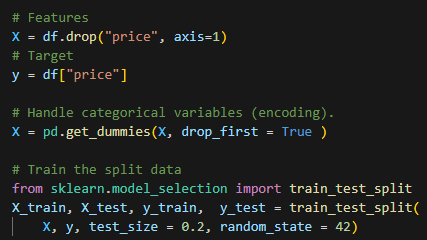 # Features
X = df.drop("price", axis=1)
# Target
y = df["price"]
# Handle categorical variables (encoding).
X = pd.get_dummies(X, drop_first = True )
# Train the split data
from sklearn.model_selection import train_test_split
X_train, X_test, y_train,  y_test = train_test_split(
    X, y, test_size = 0.2, random_state = 42)